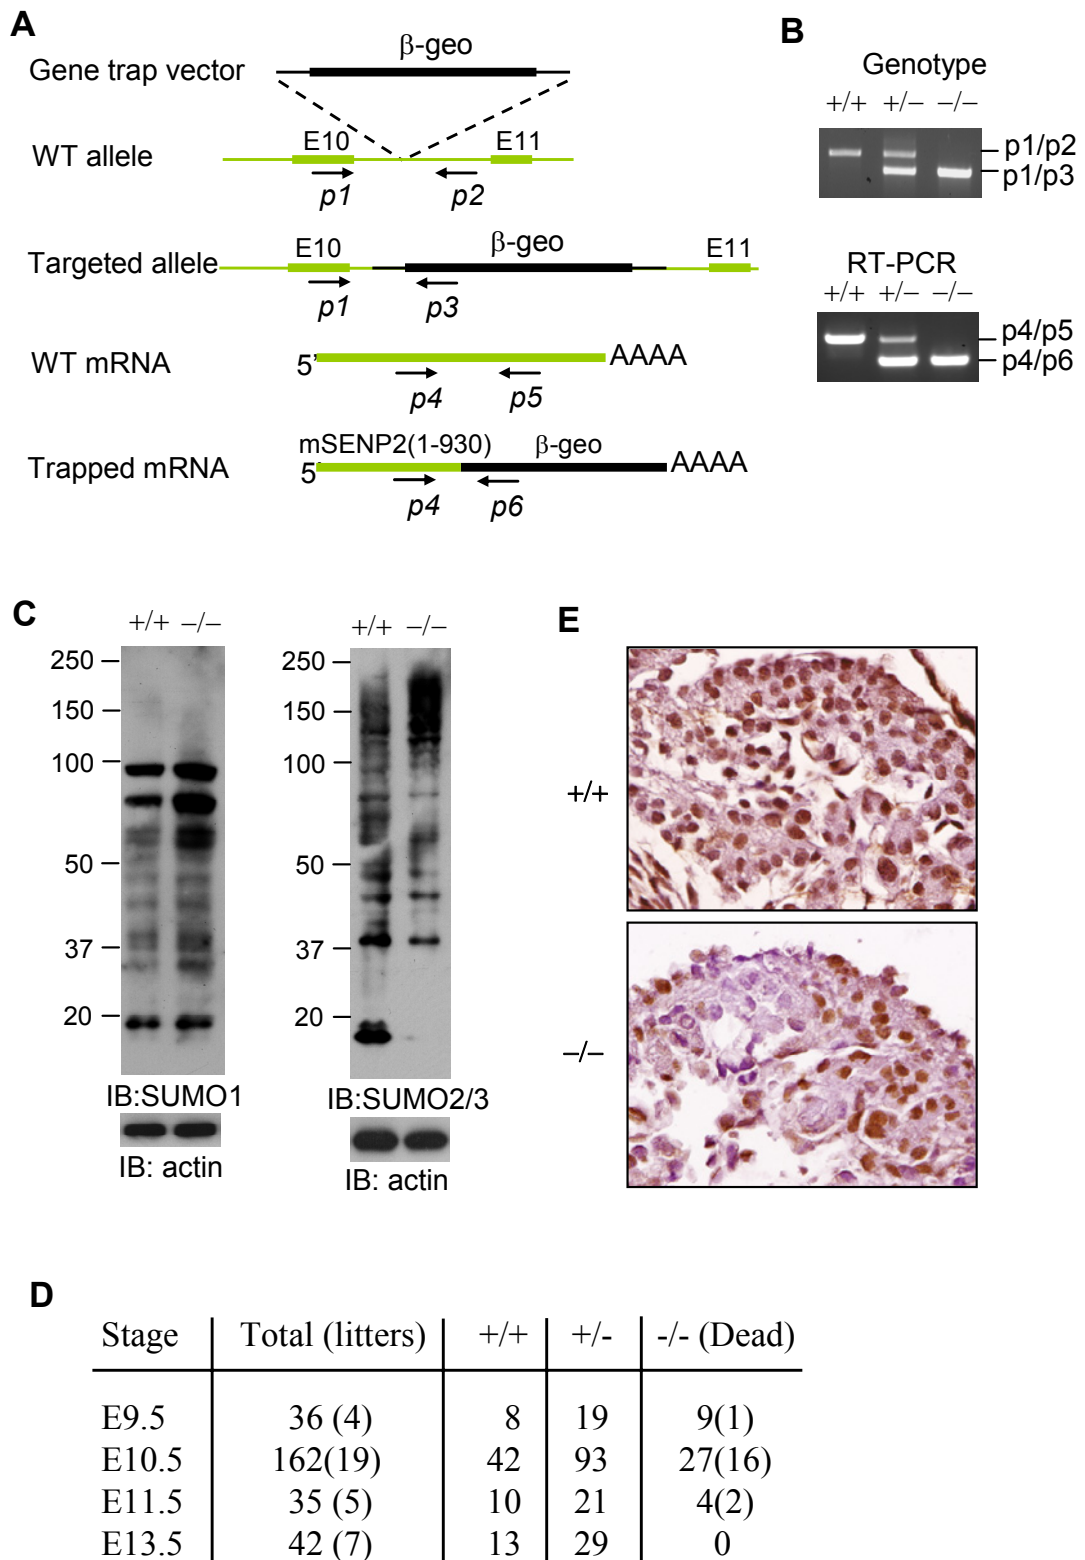 A
Gene trap vector
β-geo
WT allele
E10
E11
p1
p2
Targeted allele
E10
β-geo
E11
p1
p3
WT mRNA
5'
AAAA
p4
p5
Trapped mRNA
mSENP2(1-930)
β-geo
5'
AAAA
p4
p6
B
Genotype
+/+ +/− −/−
p1/p2
p1/p3
RT-PCR
+/+ +/− −/−
p4/p5
p4/p6
C
+/+ −/−
250
150
100
50
37
20
IB:SUMO1
IB: actin
+/+ −/−
250
150
100
50
37
20
IB:SUMO2/3
IB: actin
E
+/+
−/−
D
Stage Total (litters) +/+ +/- -/- (Dead)
E9.5 36 (4) 8 19 9(1)
E10.5 162(19) 42 93 27(16)
E11.5 35 (5) 10 21 4(2)
E13.5 42 (7) 13 29 0